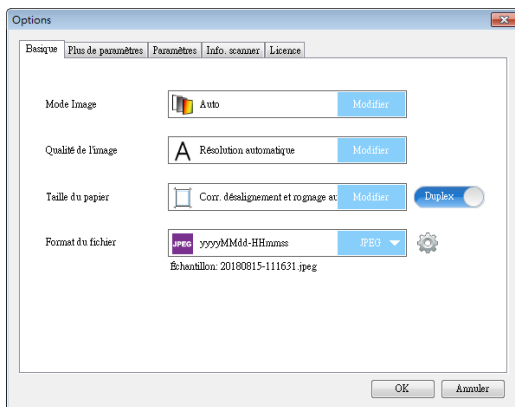 Options
Basique Plus de paramètres Paramètres Info. scanner Licence
Mode Image Auto Modifier
Qualité de l'image A Résolution automatique Modifier
Taille du papier Corr. désalignement et rognage au Modifier Duplex
Format du fichier JPEG yyyyMMdd-HHmmss JPEG
Échantillon: 20180815-111631.jpeg
OK Annuler